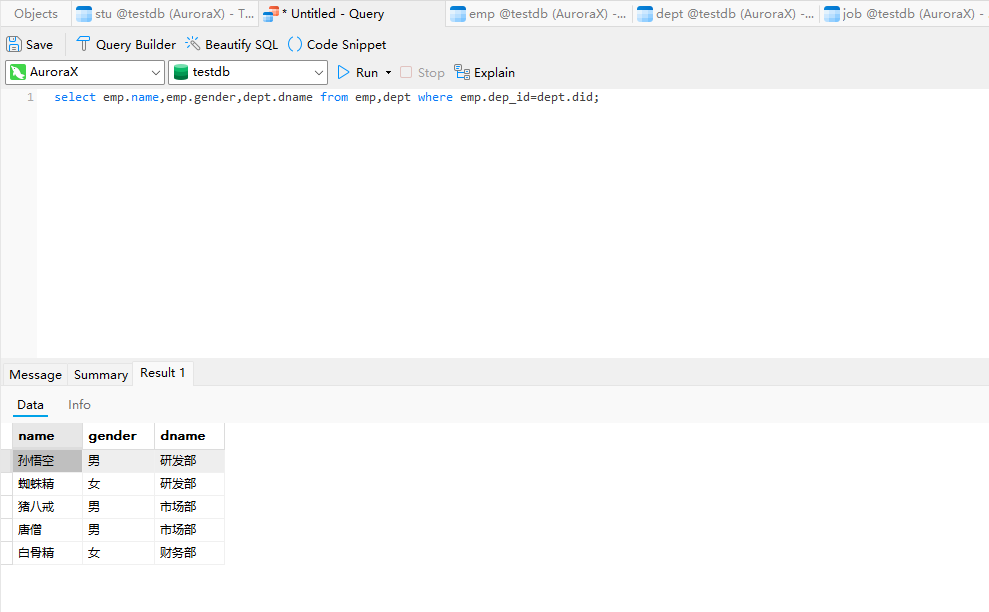 Objects stu @testdb (AuroraX) - T... * Untitled - Query emp @testdb (AuroraX) -... dept @testdb (AuroraX) -... job @testdb (AuroraX) -
Save Query Builder Beautify SQL () Code Snippet
AuroraX testdb Run Stop Explain
1 select emp.name,emp.gender,dept.dname from emp,dept where emp.dep_id=dept.did;
Message Summary Result 1
Data Info
name gender dname
孙悟空 男 研发部
蜘蛛精 女 研发部
猪八戒 男 市场部
唐僧 男 市场部
白骨精 女 财务部